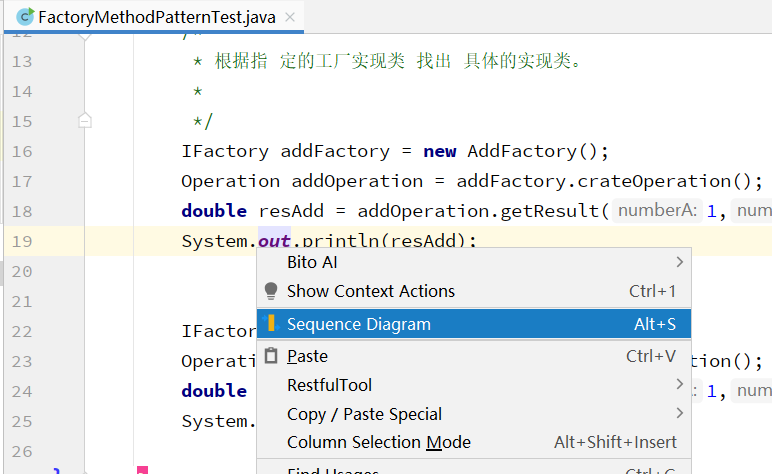 FactoryMethodPatternTest.java
12 /*
13 * 根据指 定的工厂实现类 找出 具体的实现类。
14 *
15 */
16 IFactory addFactory = new AddFactory();
17 Operation addOperation = addFactory.crateOperation();
18 double resAdd = addOperation.getResult( numberA: 1, num
19 System.out.println(resAdd);
20
21
22 IFactor
23 Operati tion();
24 double : 1, num
25 System.
26
}
Bito AI
Show Context Actions Ctrl+1
Sequence Diagram Alt+S
Paste Ctrl+V
RestfulTool
Copy / Paste Special
Column Selection Mode Alt+Shift+Insert
Find Usages Ctrl+G